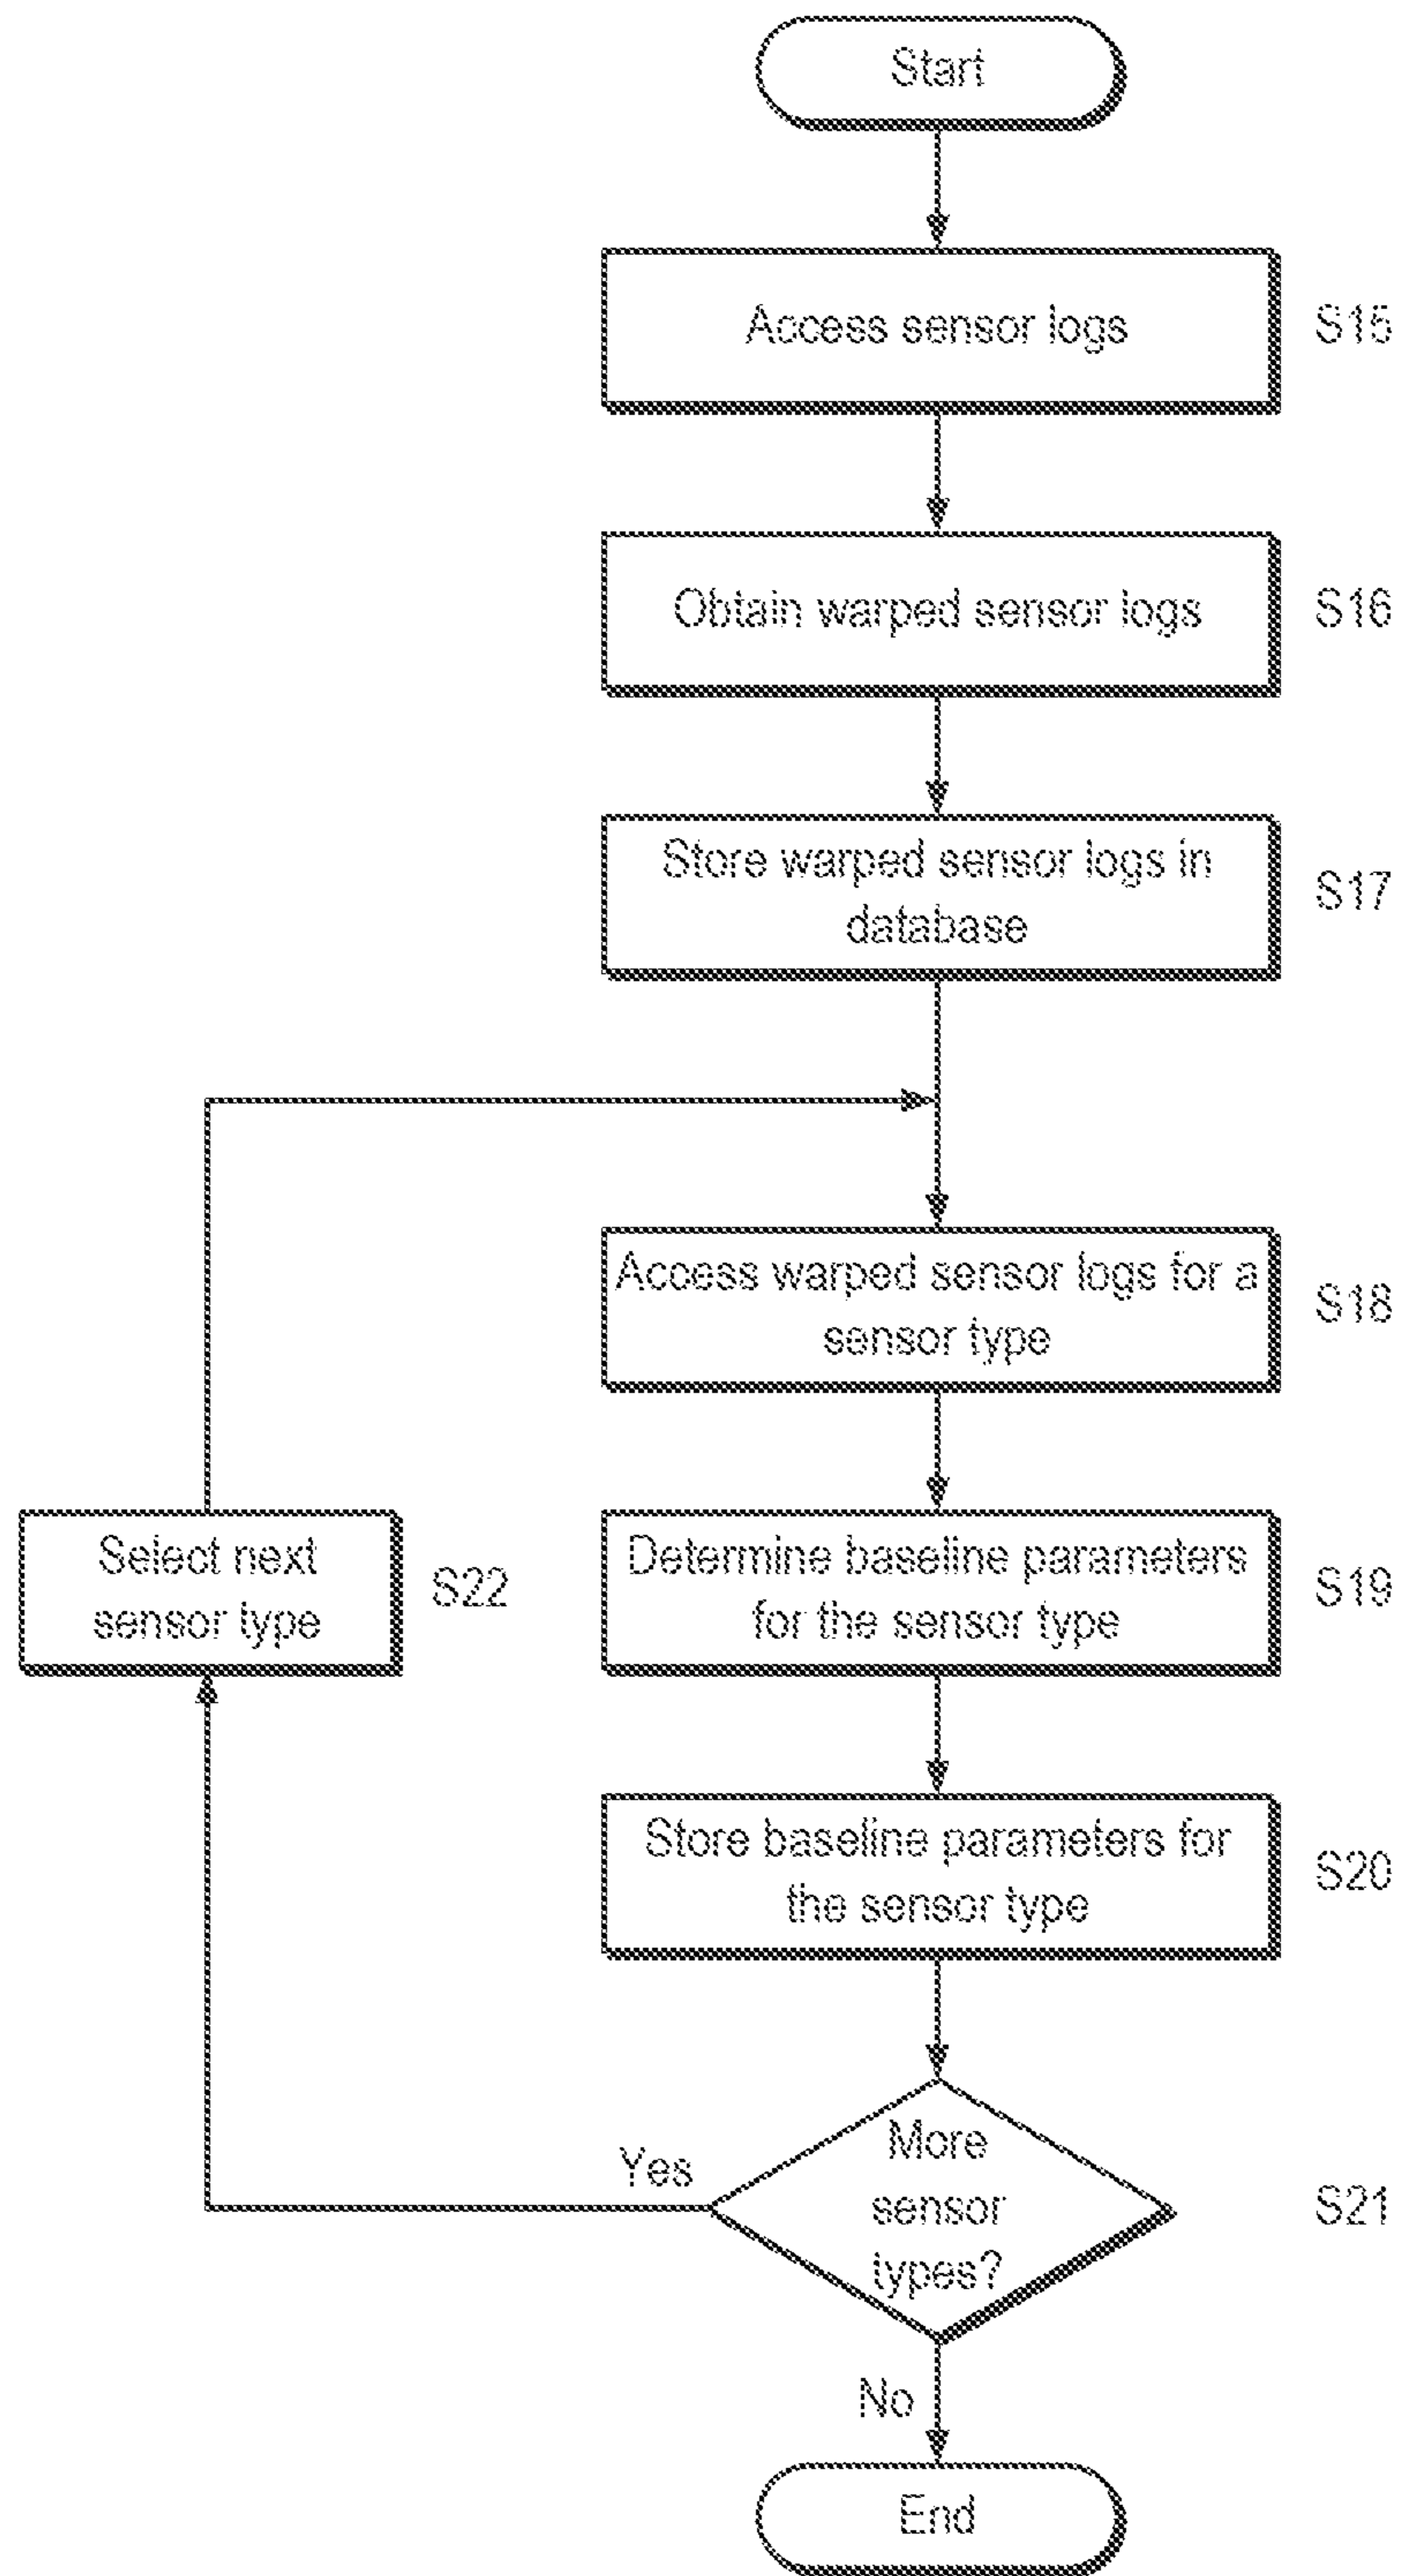 Start
Access sensor logs
S15
Obtain warped sensor logs
S16
Store warped sensor logs in
database
S17
Access warped sensor logs for a
sensor type
S18
Select next
sensor type
S22
Determine baseline parameters
for the sensor type
S19
Store baseline parameters for
the sensor type
S20
More
sensor
types?
Yes
S21
No
End